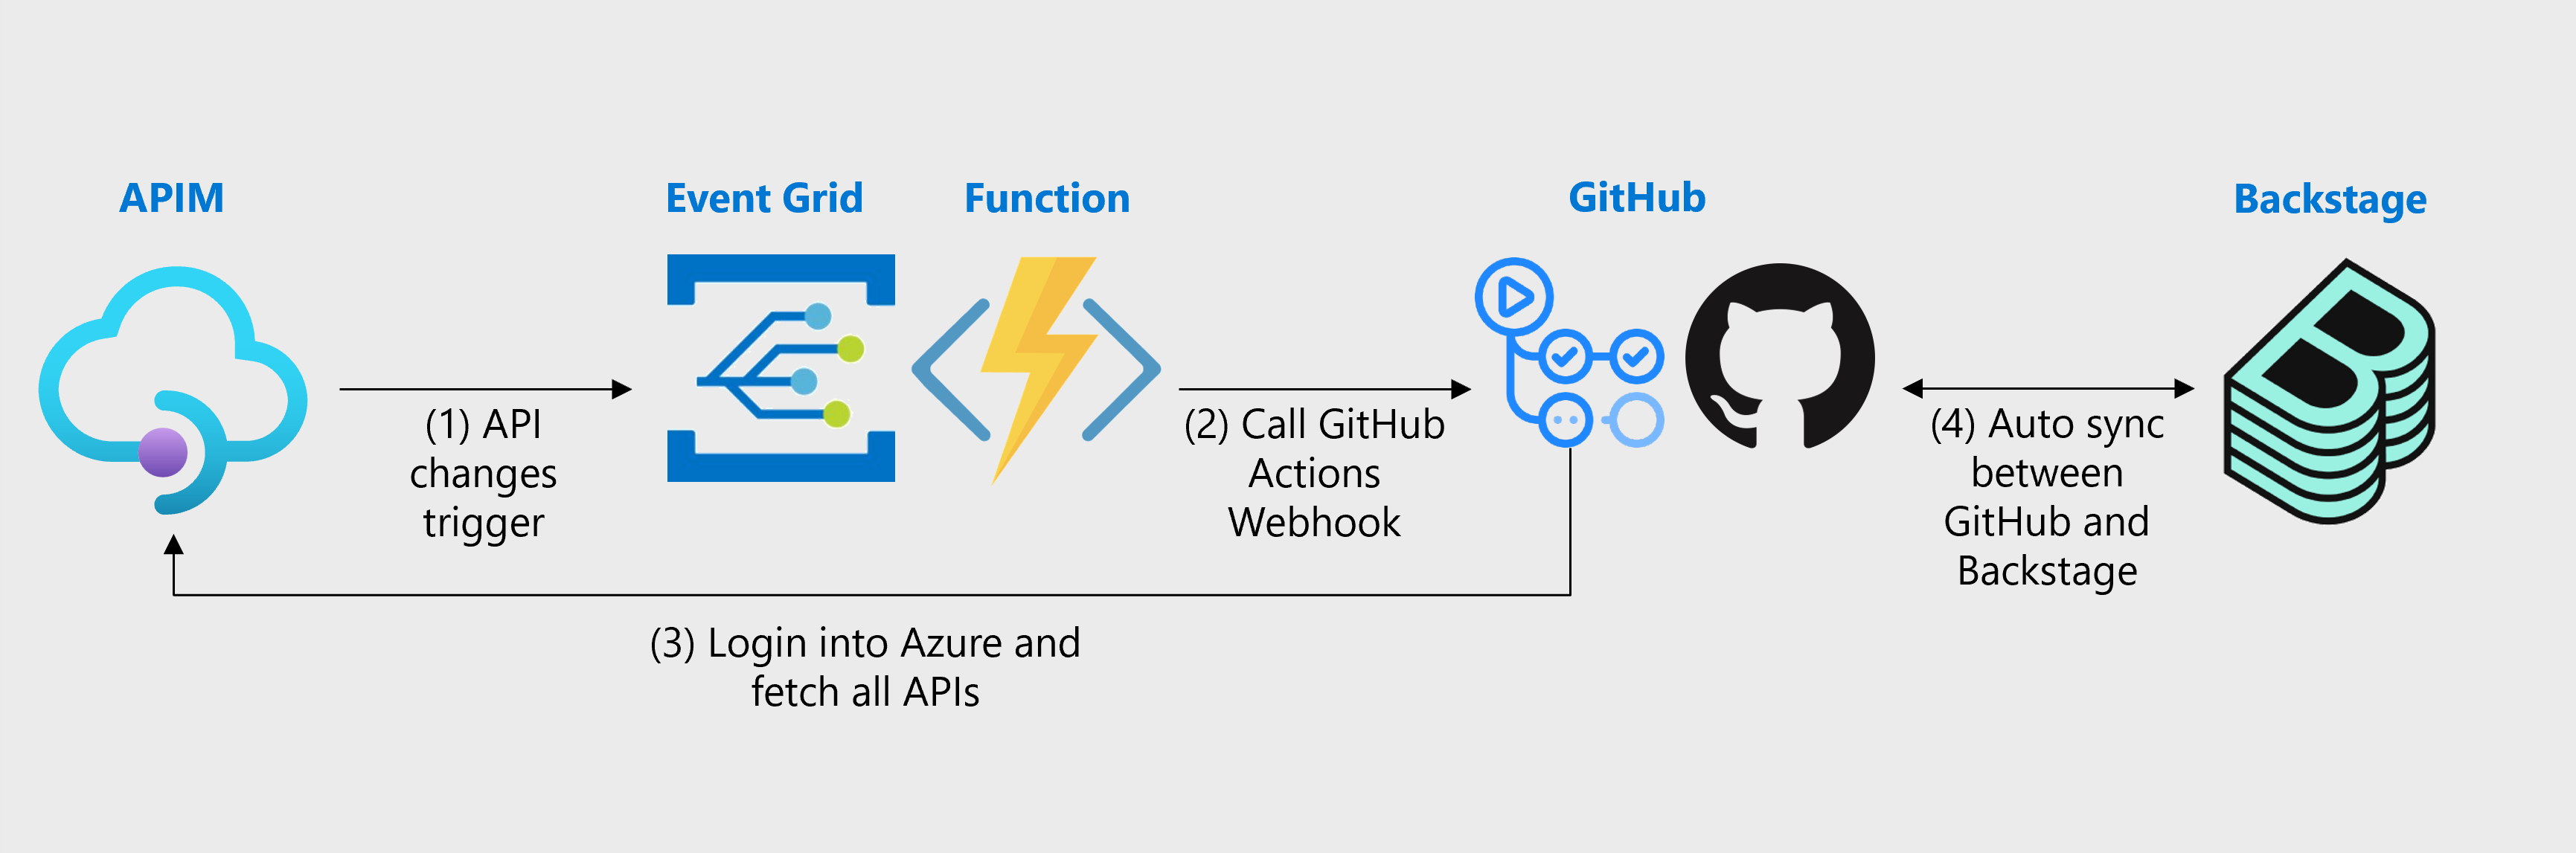 APIM
Event Grid
Function
GitHub
Backstage
(1) API
changes
trigger
(2) Call GitHub
Actions
Webhook
(4) Auto sync
between
GitHub and
Backstage
(3) Login into Azure and
fetch all APIs